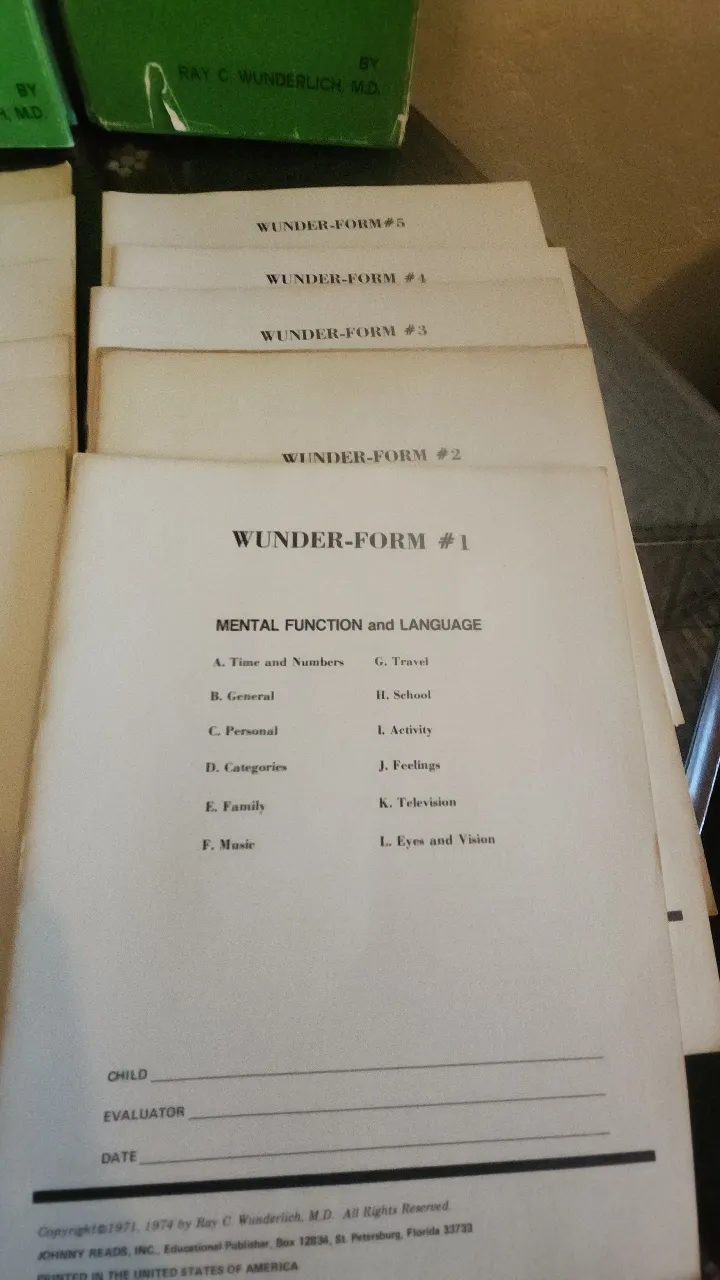 BY
RAY C. WUNDERLICH, M.D.
BY
H, M.D.
WUNDER-FORM #5
WUNDER-FORM #4
WUNDER-FORM #3
WUNDER-FORM #2
WUNDER-FORM #1
MENTAL FUNCTION and LANGUAGE
A. Time and Numbers
B. General
C. Personal
D. Categories
E. Family
F. Music
G. Travel
H. School
I. Activity
J. Feelings
K. Television
L. Eyes and Vision
CHILD
EVALUATOR
DATE
Copyright©1971, 1974 by Ray C. Wunderlich, M.D. All Rights Reserved.
JOHNNY READS, INC., Educational Publisher, Box 12834, St. Petersburg, Florida 33733
PRINTED IN THE UNITED STATES OF AMERICA